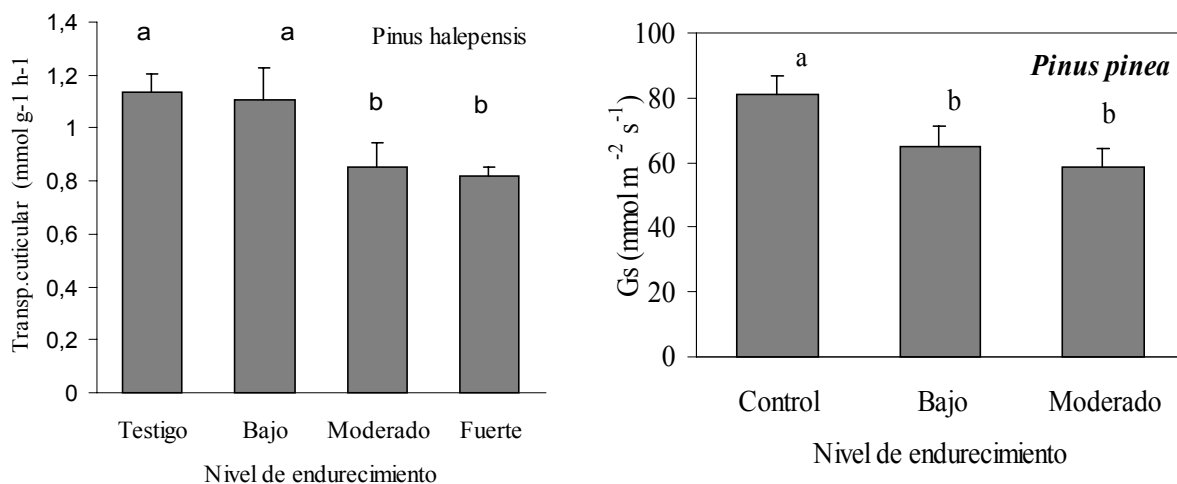 1,4
1,2
1
0,8
0,6
0,4
0,2
0
Transp.cuticular (mmol g-1 h-1
a
a
b
b
Pinus halepensis
Testigo Bajo Moderado Fuerte
Nivel de endurecimiento
100
80
60
40
20
0
Gs (mmol m⁻² s⁻¹)
a
b
b
Pinus pinea
Control Bajo Moderado
Nivel de endurecimiento